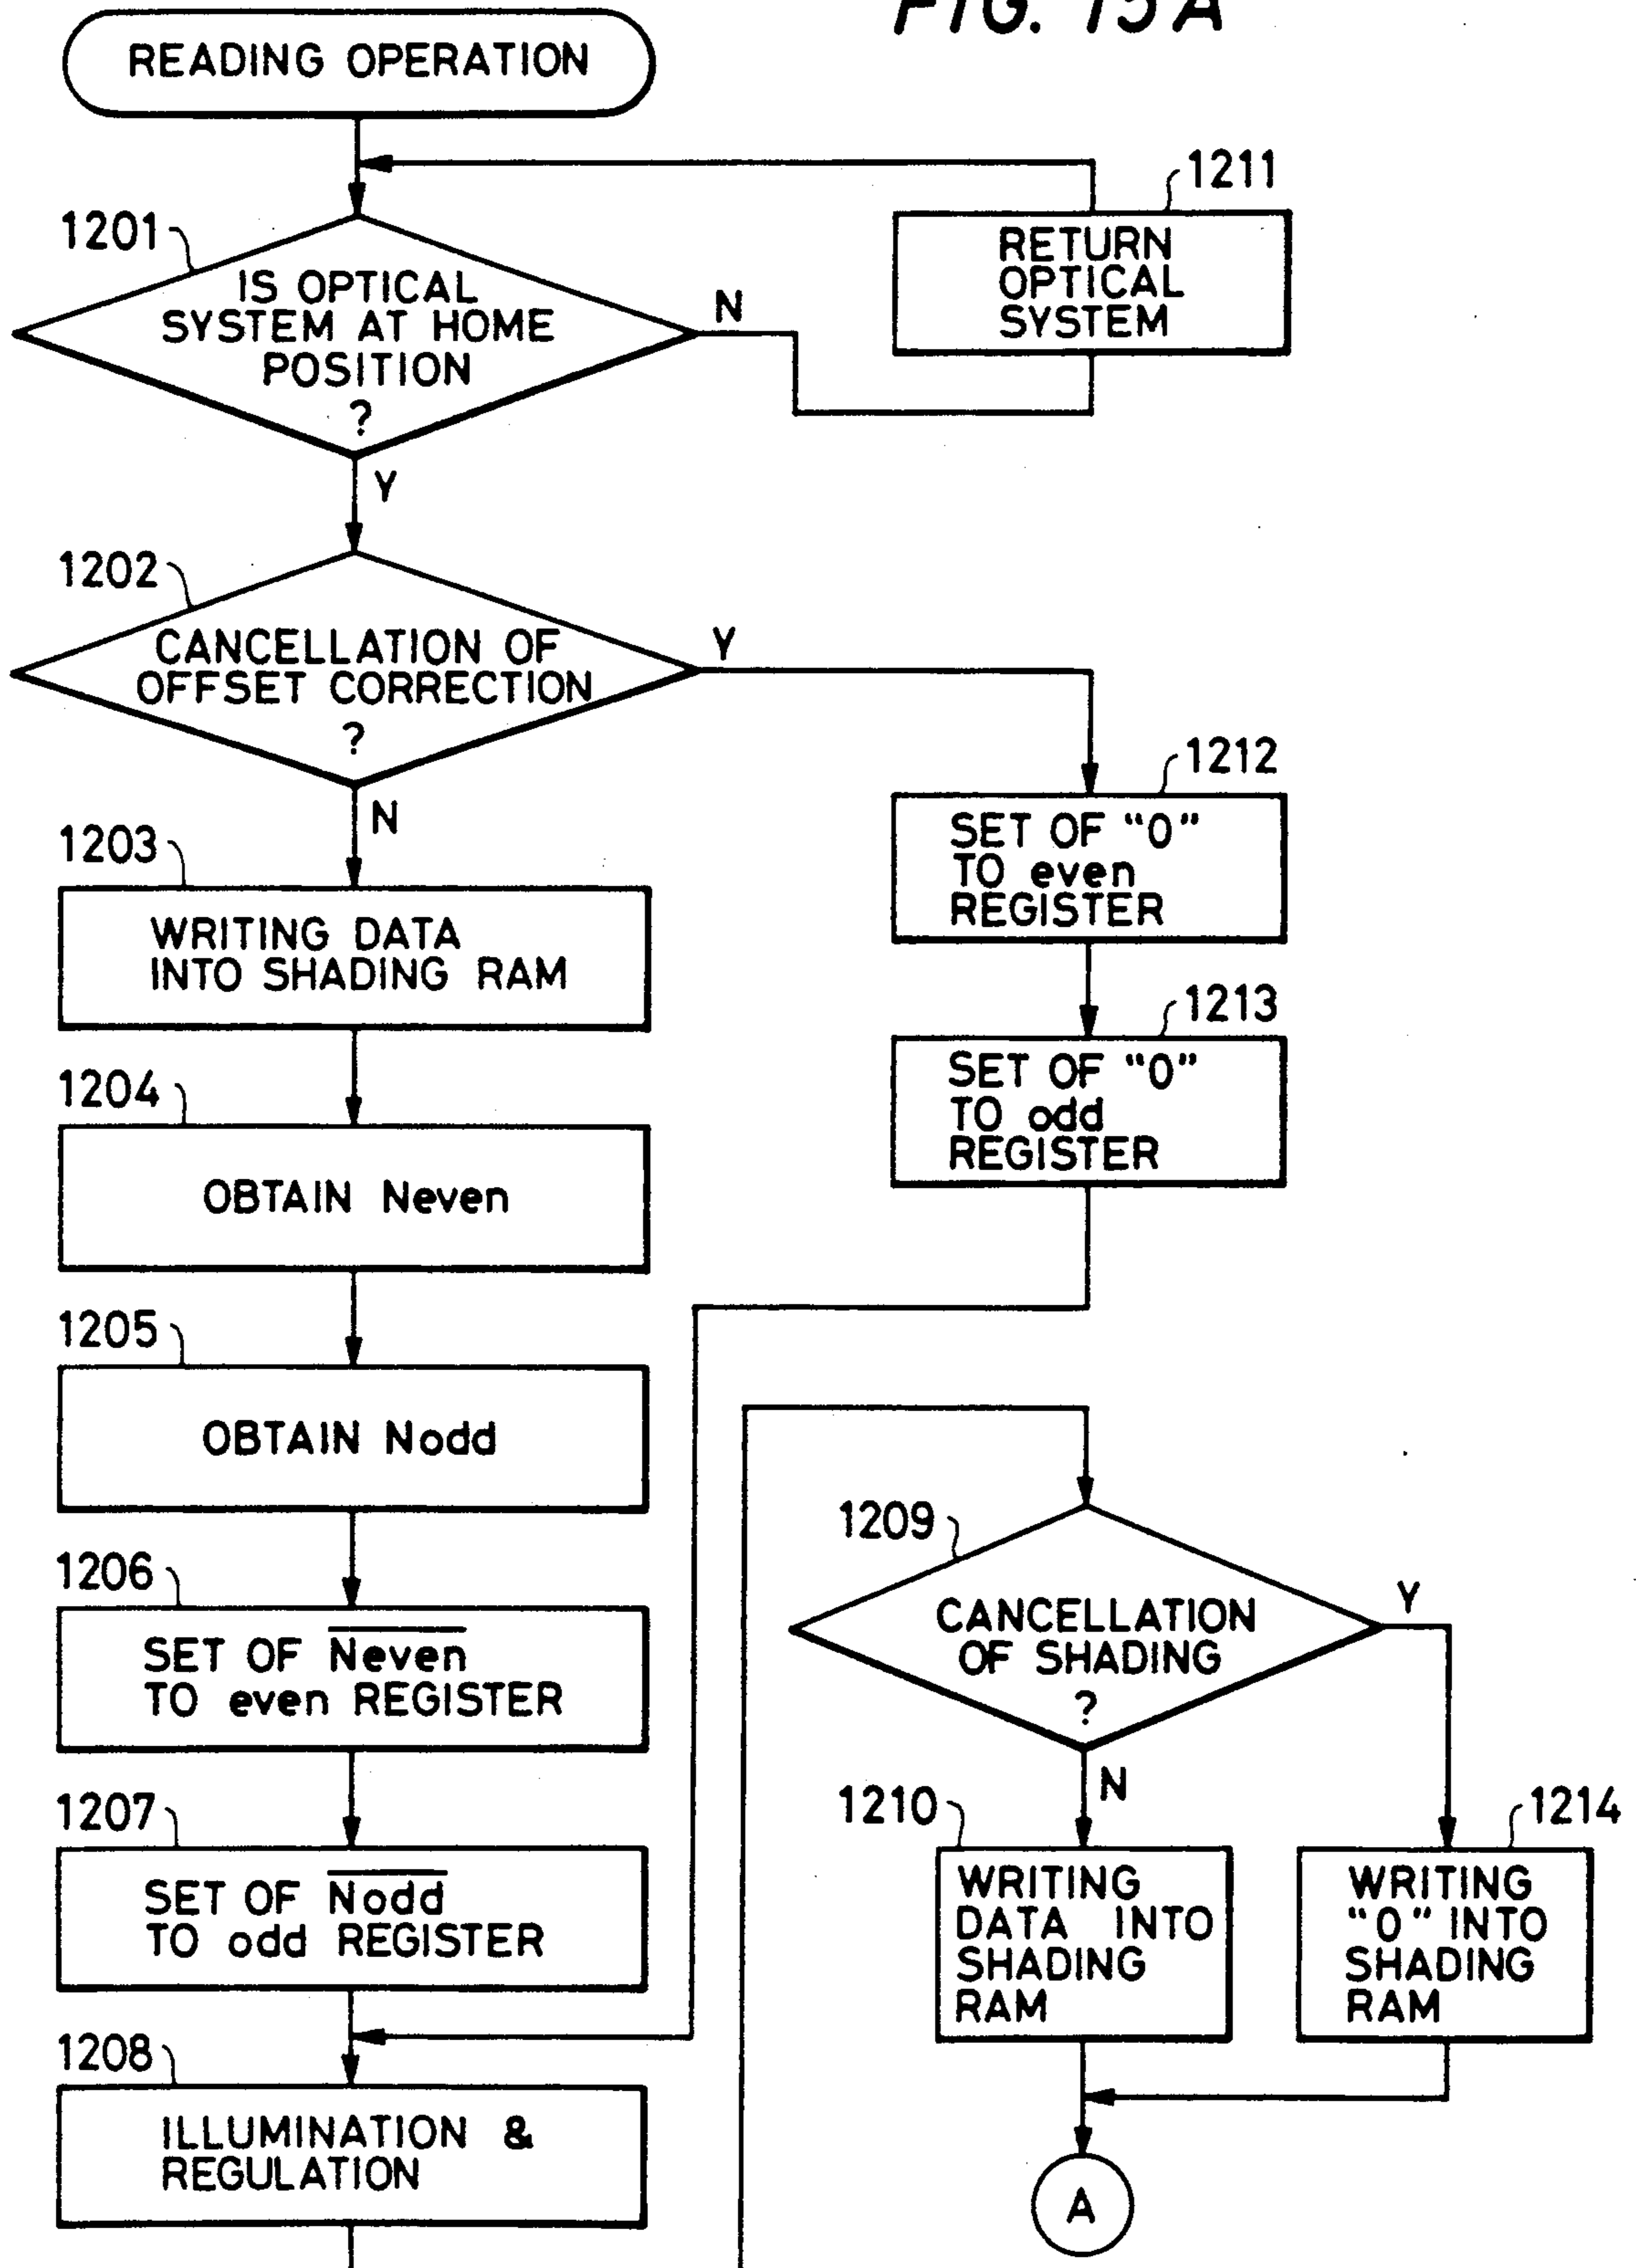 FIG. 15A
READING OPERATION
1211
RETURN
OPTICAL
SYSTEM
1201
IS OPTICAL
SYSTEM AT HOME
POSITION
?
N
Y
1202
CANCELLATION OF
OFFSET CORRECTION
?
Y
N
1212
SET OF "0"
TO even
REGISTER
1203
WRITING DATA
INTO SHADING RAM
1213
SET OF "0"
TO odd
REGISTER
1204
OBTAIN Neven
1205
OBTAIN Nodd
1206
SET OF N̅e̅v̅e̅n̅
TO even REGISTER
1207
SET OF N̅o̅d̅d̅
TO odd REGISTER
1208
ILLUMINATION &
REGULATION
1209
CANCELLATION
OF SHADING
?
Y
N
1210
WRITING
DATA INTO
SHADING
RAM
1214
WRITING
"0" INTO
SHADING
RAM
A